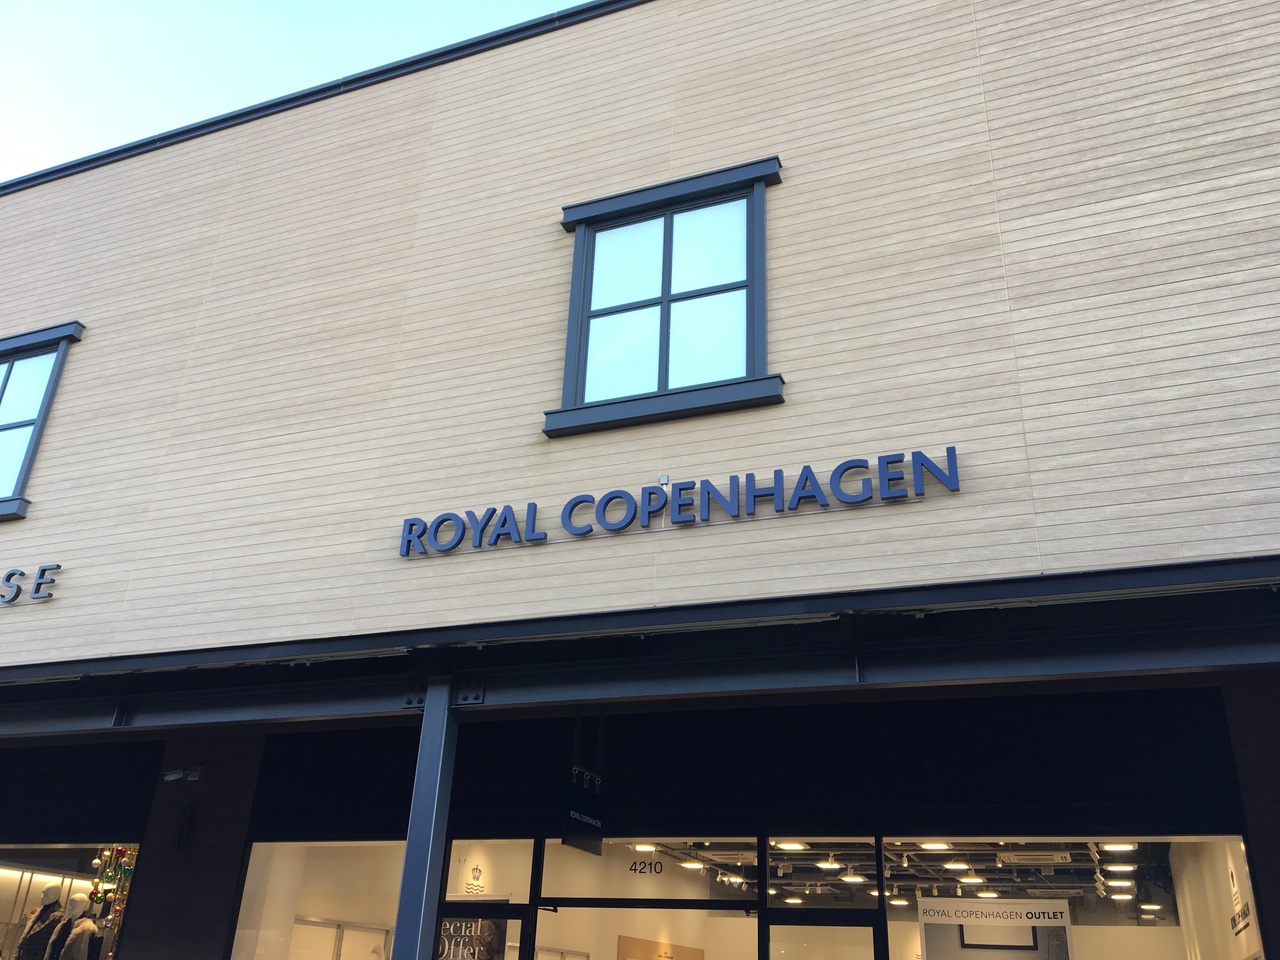 SE
ROYAL COPENHAGEN
ROYAL COPENHAGEN
4210
ROYAL COPENHAGEN OUTLET
ecial
Offer